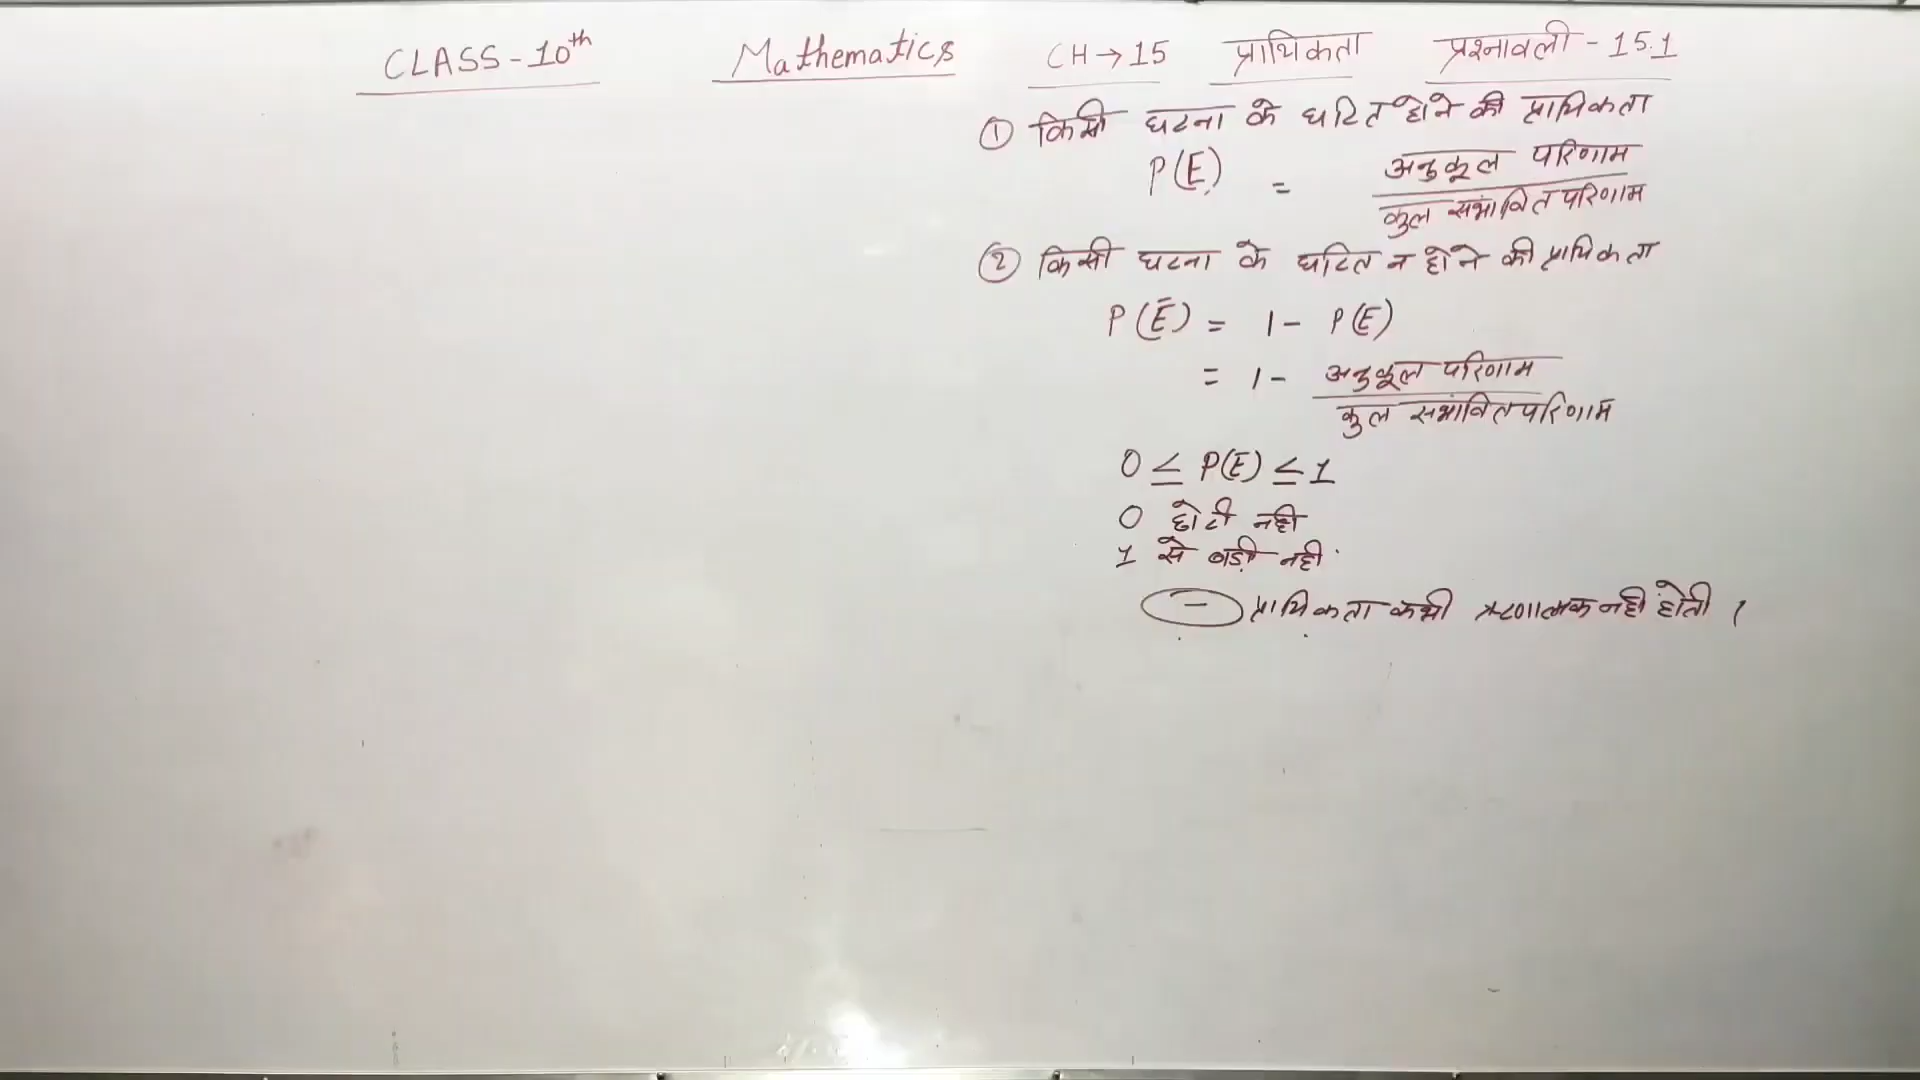 CLASS-10th Mathematics CH→15 प्रायिकता प्रश्नावली-15.1
① किसी घटना के घटित होने की प्रायिकता
P(E) = अनुकूल परिणाम
कुल सभांवित परिणाम
② किसी घटना के घटित न होने की प्रायिकता
P(Ē) = 1- P(E)
= 1- अनुकूल परिणाम
कुल सभांवित परिणाम
0 ≤ P(E) ≤ 1
0 छोटी नही
1 से बड़ी नही
- प्रायिकता कभी ऋणात्मक नही होती।